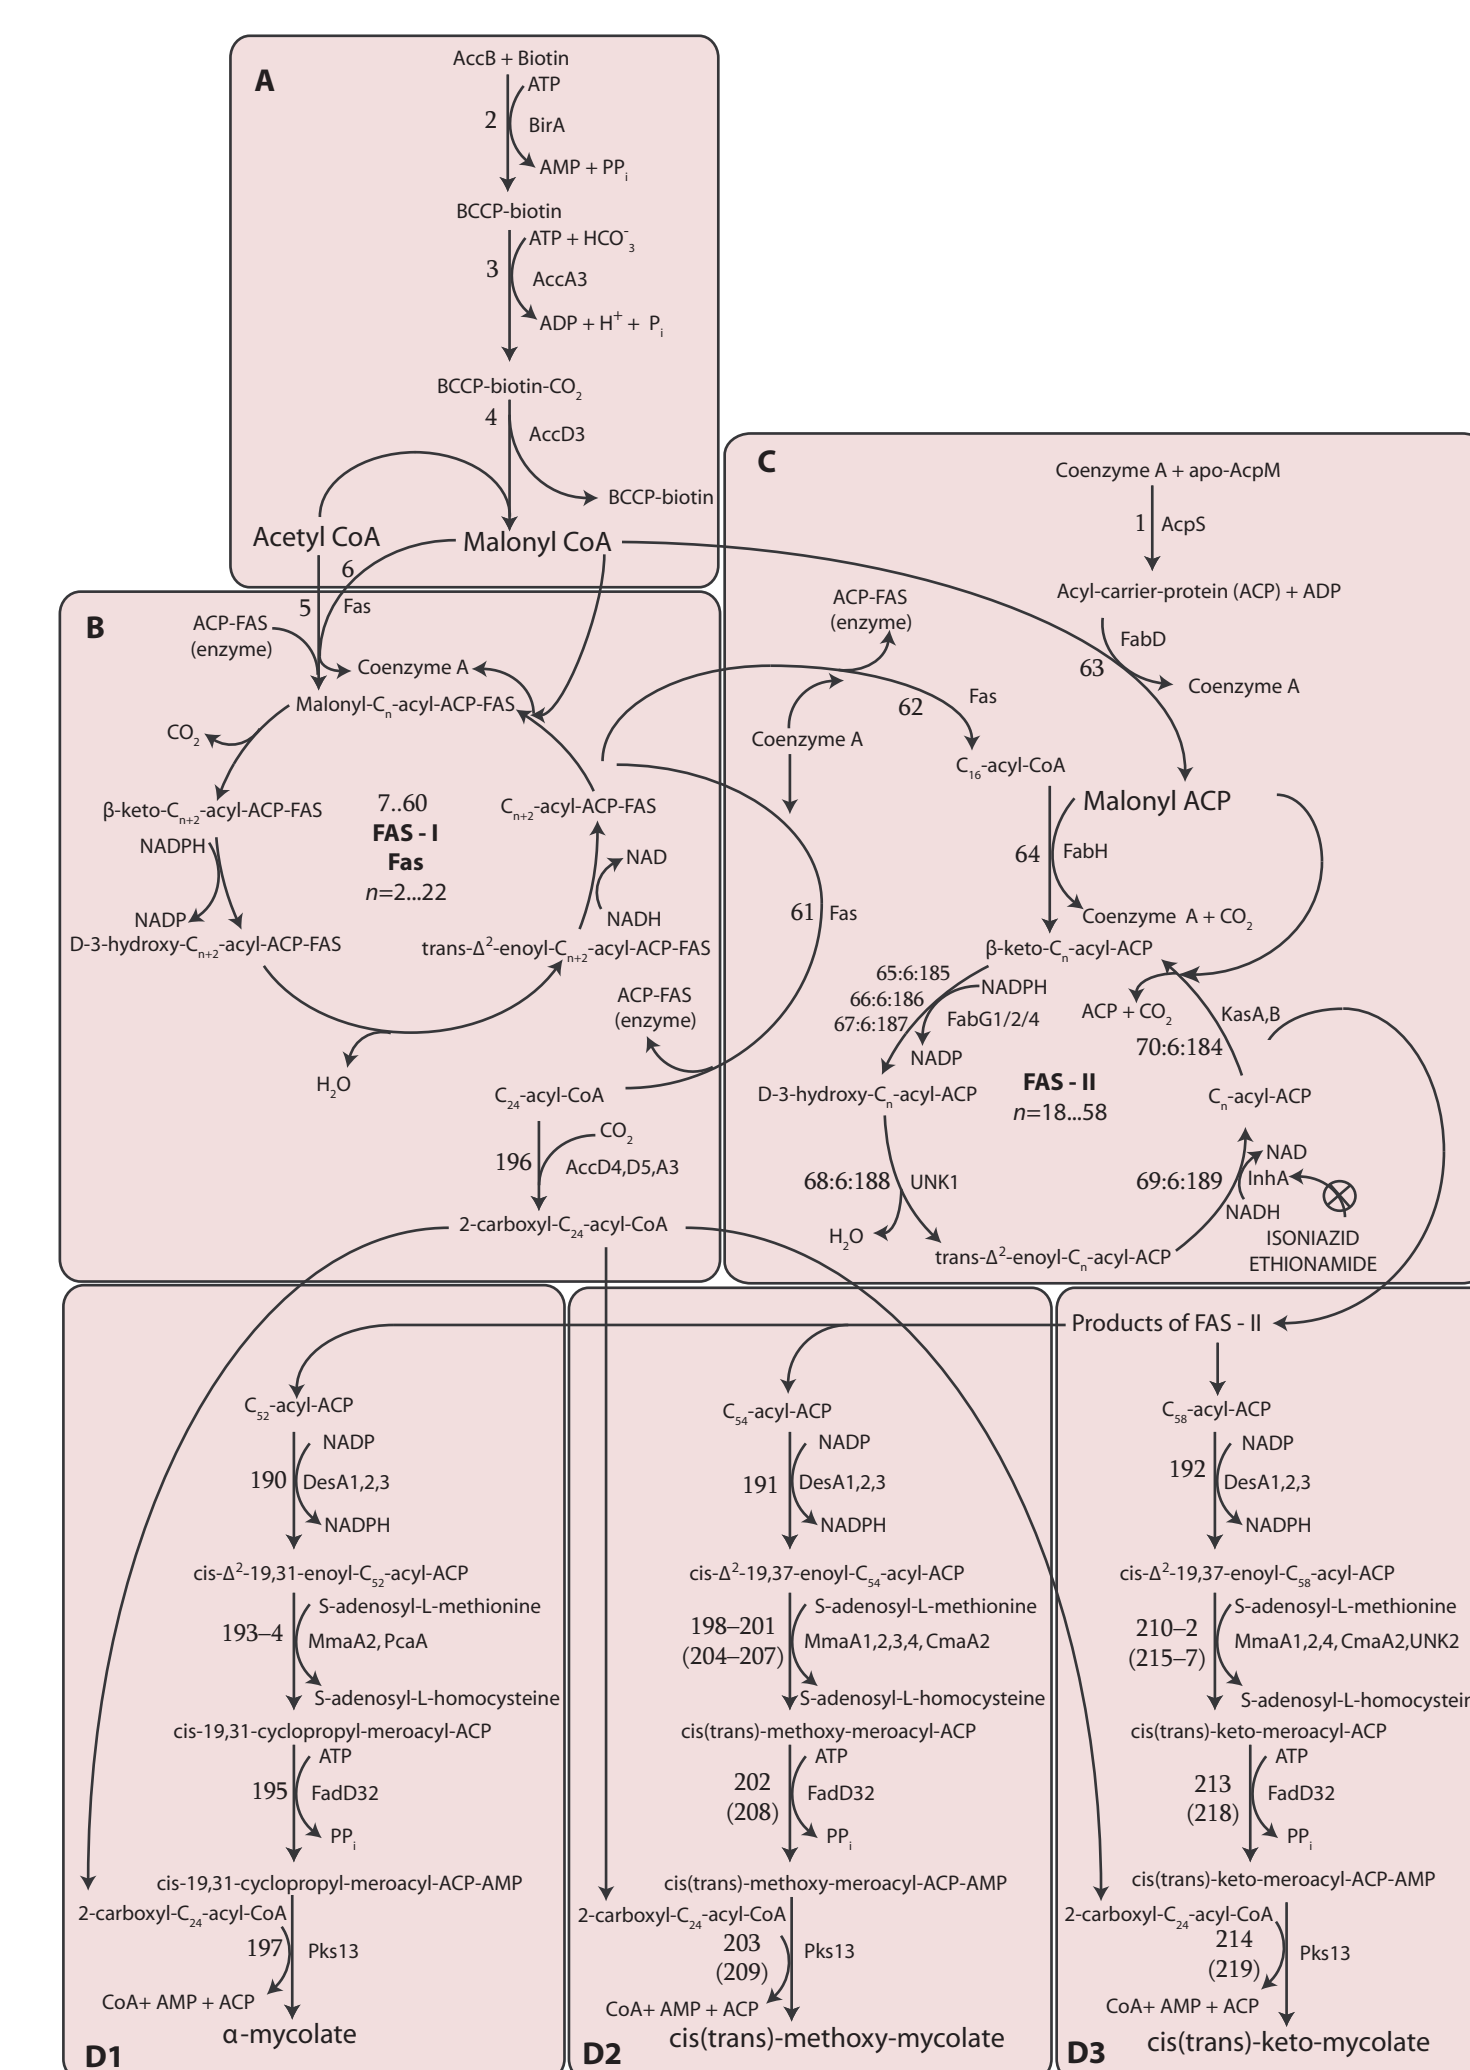 A
AccB + Biotin
ATP
2
BirA
AMP + PPi
BCCP-biotin
ATP + HCO-3
3
AccA3
ADP + H+ + Pi
BCCP-biotin-CO2
4
AccD3
BCCP-biotin
Acetyl CoA
Malonyl CoA
6
B
5
Fas
ACP-FAS
(enzyme)
Coenzyme A
Malonyl-Cn-acyl-ACP-FAS
CO2
β-keto-Cn+2-acyl-ACP-FAS
7..60
FAS - I
Fas
n=2...22
Cn+2-acyl-ACP-FAS
NADPH
NAD
NADP
NADH
D-3-hydroxy-Cn+2-acyl-ACP-FAS
trans-Δ2-enoyl-Cn+2-acyl-ACP-FAS
H2O
ACP-FAS
(enzyme)
61
Fas
C24-acyl-CoA
CO2
196
AccD4,D5,A3
2-carboxyl-C24-acyl-CoA
C
Coenzyme A + apo-AcpM
1
AcpS
Acyl-carrier-protein (ACP) + ADP
ACP-FAS
(enzyme)
FabD
63
Coenzyme A
62
Fas
Coenzyme A
C16-acyl-CoA
Malonyl ACP
64
FabH
Coenzyme A + CO2
β-keto-Cn-acyl-ACP
65:6:185
66:6:186
67:6:187
NADPH
FabG1/2/4
NADP
ACP + CO2
KasA,B
70:6:184
FAS - II
n=18...58
D-3-hydroxy-Cn-acyl-ACP
Cn-acyl-ACP
68:6:188
UNK1
69:6:189
NAD
InhA
NADH
H2O
ISONIAZID
ETHIONAMIDE
trans-Δ2-enoyl-Cn-acyl-ACP
Products of FAS - II
C52-acyl-ACP
NADP
190
DesA1,2,3
NADPH
cis-Δ2-19,31-enoyl-C52-acyl-ACP
S-adenosyl-L-methionine
193–4
MmaA2, PcaA
S-adenosyl-L-homocysteine
cis-19,31-cyclopropyl-meroacyl-ACP
ATP
195
FadD32
PPi
cis-19,31-cyclopropyl-meroacyl-ACP-AMP
2-carboxyl-C24-acyl-CoA
197
Pks13
CoA+ AMP + ACP
α-mycolate
D1
C54-acyl-ACP
NADP
191
DesA1,2,3
NADPH
cis-Δ2-19,37-enoyl-C54-acyl-ACP
S-adenosyl-L-methionine
198–201
(204–207)
MmaA1,2,3,4, CmaA2
S-adenosyl-L-homocysteine
cis(trans)-methoxy-meroacyl-ACP
ATP
202
(208)
FadD32
PPi
cis(trans)-methoxy-meroacyl-ACP-AMP
2-carboxyl-C24-acyl-CoA
203
(209)
Pks13
CoA+ AMP + ACP
cis(trans)-methoxy-mycolate
D2
C58-acyl-ACP
NADP
192
DesA1,2,3
NADPH
cis-Δ2-19,37-enoyl-C58-acyl-ACP
S-adenosyl-L-methionine
210–2
(215–7)
MmaA1,2,4, CmaA2,UNK2
S-adenosyl-L-homocystein
cis(trans)-keto-meroacyl-ACP
ATP
213
(218)
FadD32
PPi
cis(trans)-keto-meroacyl-ACP-AMP
2-carboxyl-C24-acyl-CoA
214
(219)
Pks13
CoA+ AMP + ACP
cis(trans)-keto-mycolate
D3